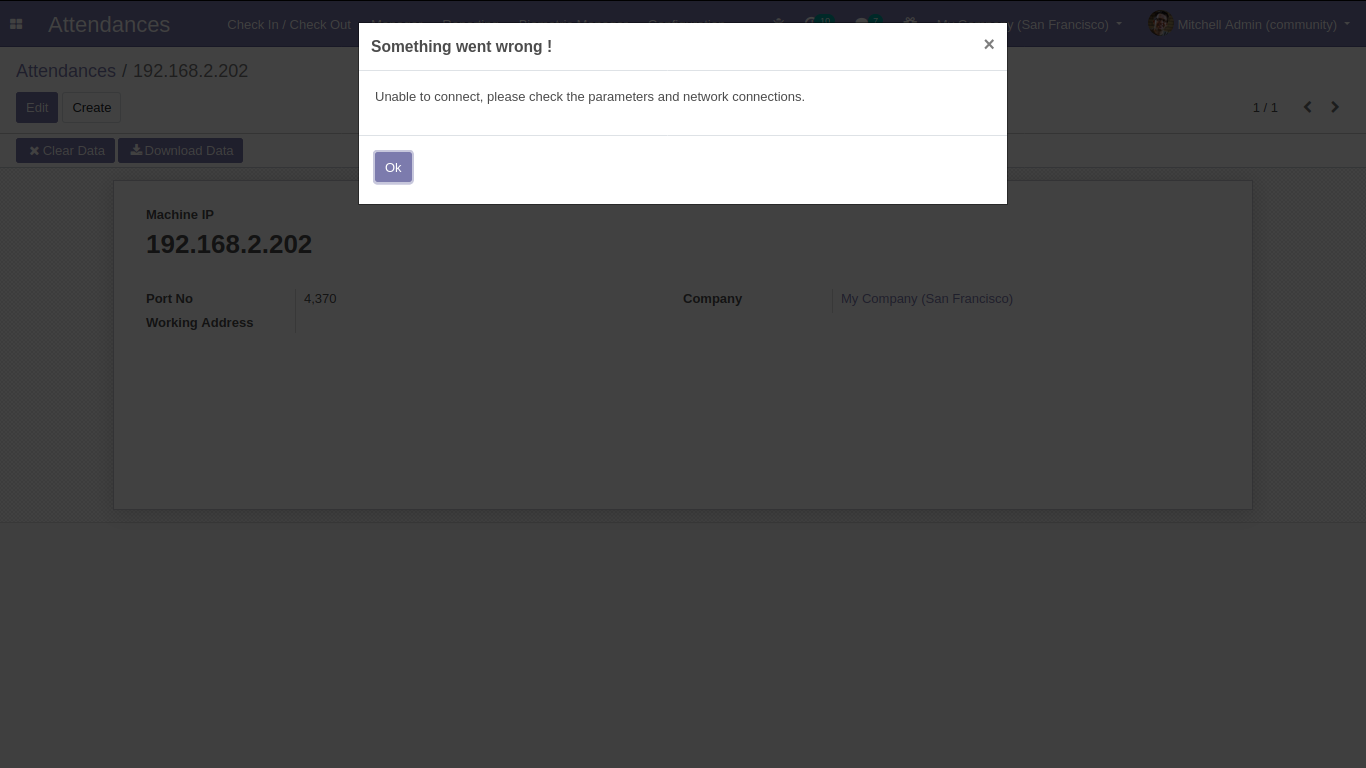 Attendances
Check In / Check Out
(San Francisco)
Mitchell Admin (community)
Something went wrong !
×
Unable to connect, please check the parameters and network connections.
Ok
Attendances / 192.168.2.202
Edit
Create
1 / 1
Clear Data
Download Data
Machine IP
192.168.2.202
Port No
4,370
Company
My Company (San Francisco)
Working Address